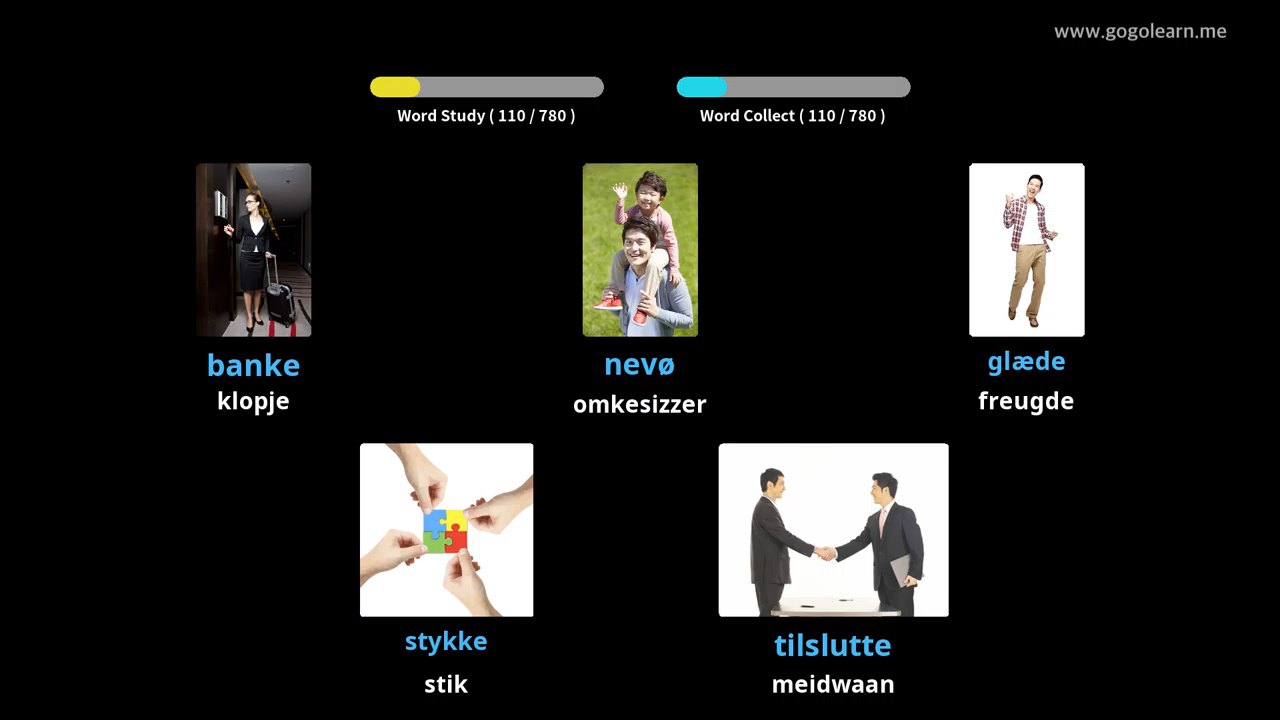 www.gogolearn.me
Word Study ( 110 / 780 )
Word Collect ( 110 / 780 )
banke
klopje
nevø
omkesizzer
glæde
freugde
stykke
stik
tilslutte
meidwaan